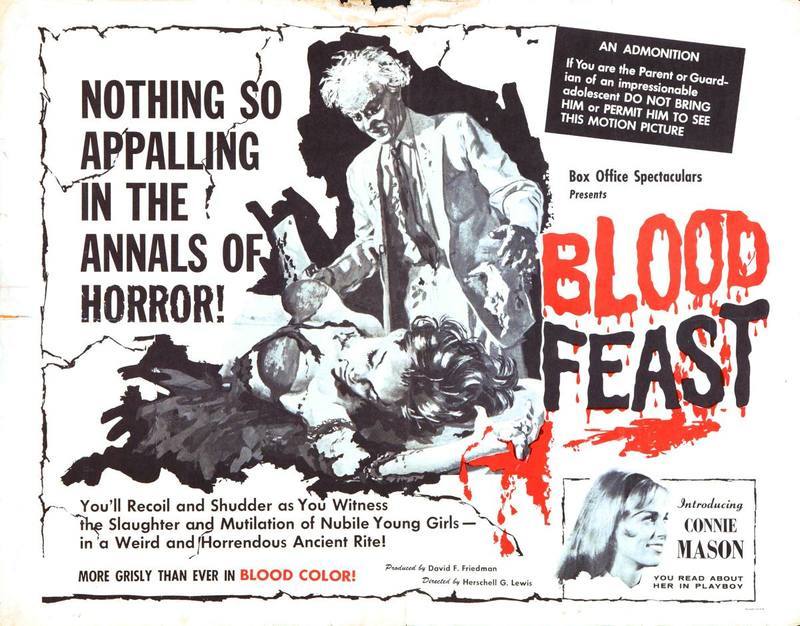 NOTHING SO
APPALLING
IN THE
ANNALS OF
HORROR!
AN ADMONITION
If You are the Parent or Guard-
ian of an impressionable
adolescent DO NOT BRING
HIM or PERMIT HIM TO SEE
THIS MOTION PICTURE
Box Office Spectaculars
Presents
BLOOD
FEAST
You'll Recoil and Shudder as You Witness
the Slaughter and Mutilation of Nubile Young Girls—
in a Weird and Horrendous Ancient Rite!
MORE GRISLY THAN EVER IN BLOOD COLOR!
Produced by David F. Friedman
Directed by Herschell G. Lewis
Introducing
CONNIE
MASON
YOU READ ABOUT
HER IN PLAYBOY